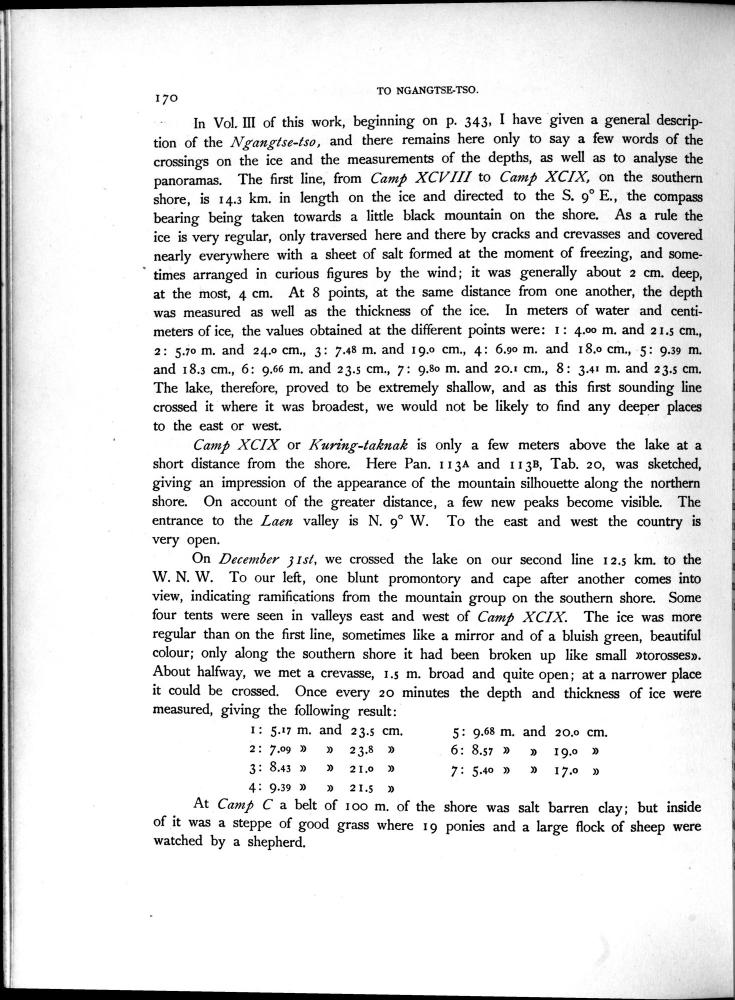 TO NGANGTSE-TSO.
170
In Vol. III of this work, beginning on p. 343, I have given a general descrip-
tion of the Ngangtse-tso, and there remains here only to say a few words of the
crossings on the ice and the measurements of the depths, as well as to analyse the
panoramas. The first line, from Camp XCVIII to Camp XCIX, on the southern
shore, is 14.3 km. in length on the ice and directed to the S. 9° E., the compass
bearing being taken towards a little black mountain on the shore. As a rule the
ice is very regular, only traversed here and there by cracks and crevasses and covered
nearly everywhere with a sheet of salt formed at the moment of freezing, and some-
times arranged in curious figures by the wind; it was generally about 2 cm. deep,
at the most, 4 cm. At 8 points, at the same distance from one another, the depth
was measured as well as the thickness of the ice. In meters of water and centi-
meters of ice, the values obtained at the different points were: 1: 4.00 m. and 21.5 cm.,
2: 5.70 m. and 24.0 cm., 3: 7.48 m. and 19.0 cm., 4: 6.90 m. and 18.0 cm., 5: 9.39 m.
and 18.3 cm., 6: 9.66 m. and 23.5 cm., 7: 9.80 m. and 20.1 cm., 8: 3.41 m. and 23.5 cm.
The lake, therefore, proved to be extremely shallow, and as this first sounding line
crossed it where it was broadest, we would not be likely to find any deeper places
to the east or west.
Camp XCIX or Kuring-taknak is only a few meters above the lake at a
short distance from the shore. Here Pan. 113A and 113B, Tab. 20, was sketched,
giving an impression of the appearance of the mountain silhouette along the northern
shore. On account of the greater distance, a few new peaks become visible. The
entrance to the Laen valley is N. 9° W. To the east and west the country is
very open.
On December 31st, we crossed the lake on our second line 12.5 km. to the
W. N. W. To our left, one blunt promontory and cape after another comes into
view, indicating ramifications from the mountain group on the southern shore. Some
four tents were seen in valleys east and west of Camp XCIX. The ice was more
regular than on the first line, sometimes like a mirror and of a bluish green, beautiful
colour; only along the southern shore it had been broken up like small »torosses».
About halfway, we met a crevasse, 1.5 m. broad and quite open; at a narrower place
it could be crossed. Once every 20 minutes the depth and thickness of ice were
measured, giving the following result:
1: 5.17 m. and 23.5 cm. 5: 9.68 m. and 20.0 cm.
2: 7.09 » » 23.8 » 6: 8.57 » » 19.0 »
3: 8.43 » » 21.0 » 7: 5.40 » » 17.0 »
4: 9.39 » » 21.5 »
At Camp C a belt of 100 m. of the shore was salt barren clay; but inside
of it was a steppe of good grass where 19 ponies and a large flock of sheep were
watched by a shepherd.